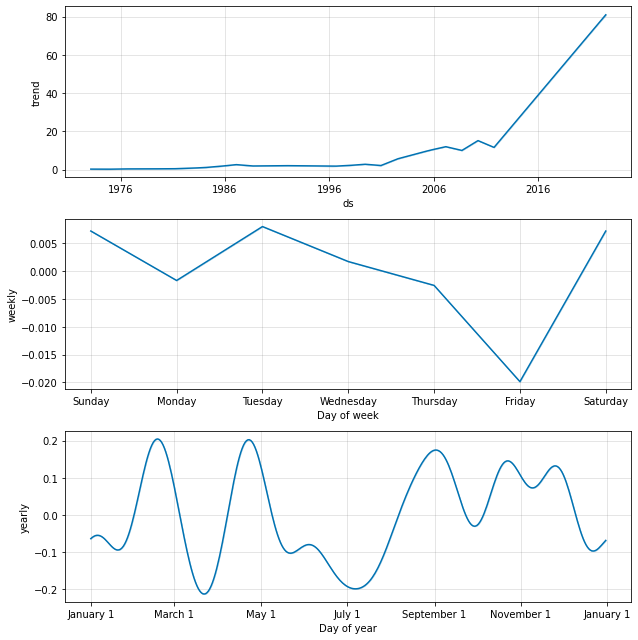 80
60
40
20
0
trend
1976 1986 1996 2006 2016
ds
0.005
0.000
−0.005
−0.010
−0.015
−0.020
weekly
Sunday Monday Tuesday Wednesday Thursday Friday Saturday
Day of week
0.2
0.1
0.0
−0.1
−0.2
yearly
January 1 March 1 May 1 July 1 September 1 November 1 January 1
Day of year